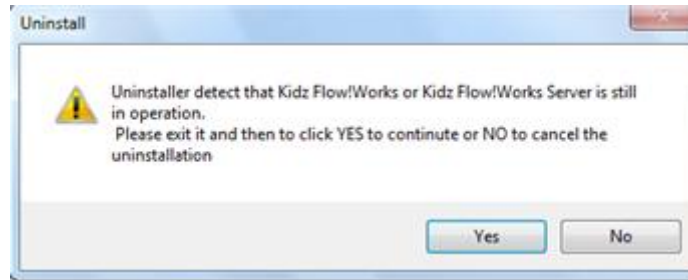 Uninstall
Uninstaller detect that Kidz Flow!Works or Kidz Flow!Works Server is still
in operation.
Please exit it and then to click YES to continute or NO to cancel the
uninstallation
Yes
No